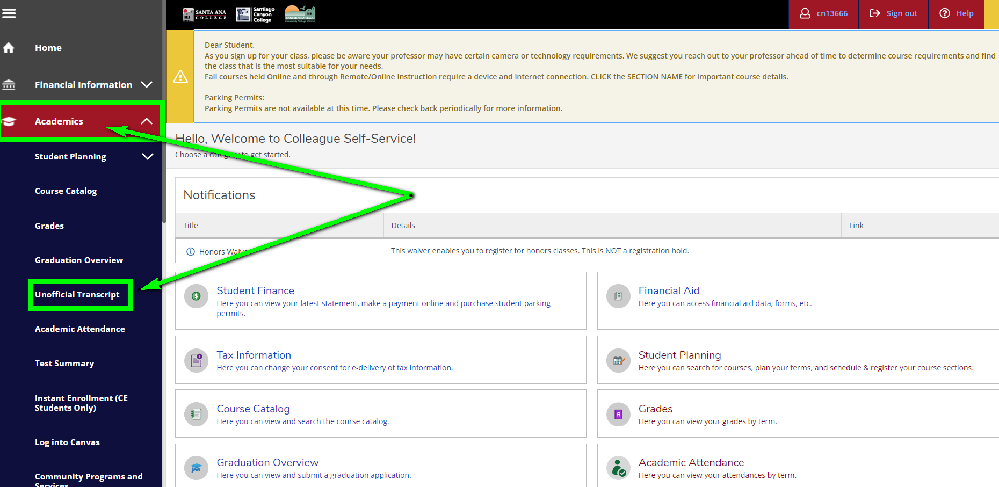 SANTA ANA
COLLEGE
Santiago
Canyon
College
RANCHO SANTIAGO
Community College District
cn13666
Sign out
Help
Home
Financial Information
Academics
Student Planning
Course Catalog
Grades
Graduation Overview
Unofficial Transcript
Academic Attendance
Test Summary
Instant Enrollment (CE
Students Only)
Log into Canvas
Community Programs and
Services
Dear Student,
As you sign up for your class, please be aware your professor may have certain camera or technology requirements. We suggest you reach out to your professor ahead of time to determine course requirements and find
the class that is the most suitable for your needs.
Fall courses held Online and through Remote/Online Instruction require a device and internet connection. CLICK the SECTION NAME for important course details.
Parking Permits:
Parking Permits are not available at this time. Please check back periodically for more information.
Hello, Welcome to Colleague Self-Service!
Choose a category to get started.
Notifications
Title Details Link
Honors Waiver This waiver enables you to register for honors classes. This is NOT a registration hold.
Student Finance
Here you can view your latest statement, make a payment online and purchase student parking
permits.
Financial Aid
Here you can access financial aid data, forms, etc.
Tax Information
Here you can change your consent for e-delivery of tax information.
Student Planning
Here you can search for courses, plan your terms, and schedule & register your course sections.
Course Catalog
Here you can view and search the course catalog.
Grades
Here you can view your grades by term.
Graduation Overview
Here you can view and submit a graduation application.
Academic Attendance
Here you can view your attendances by term.